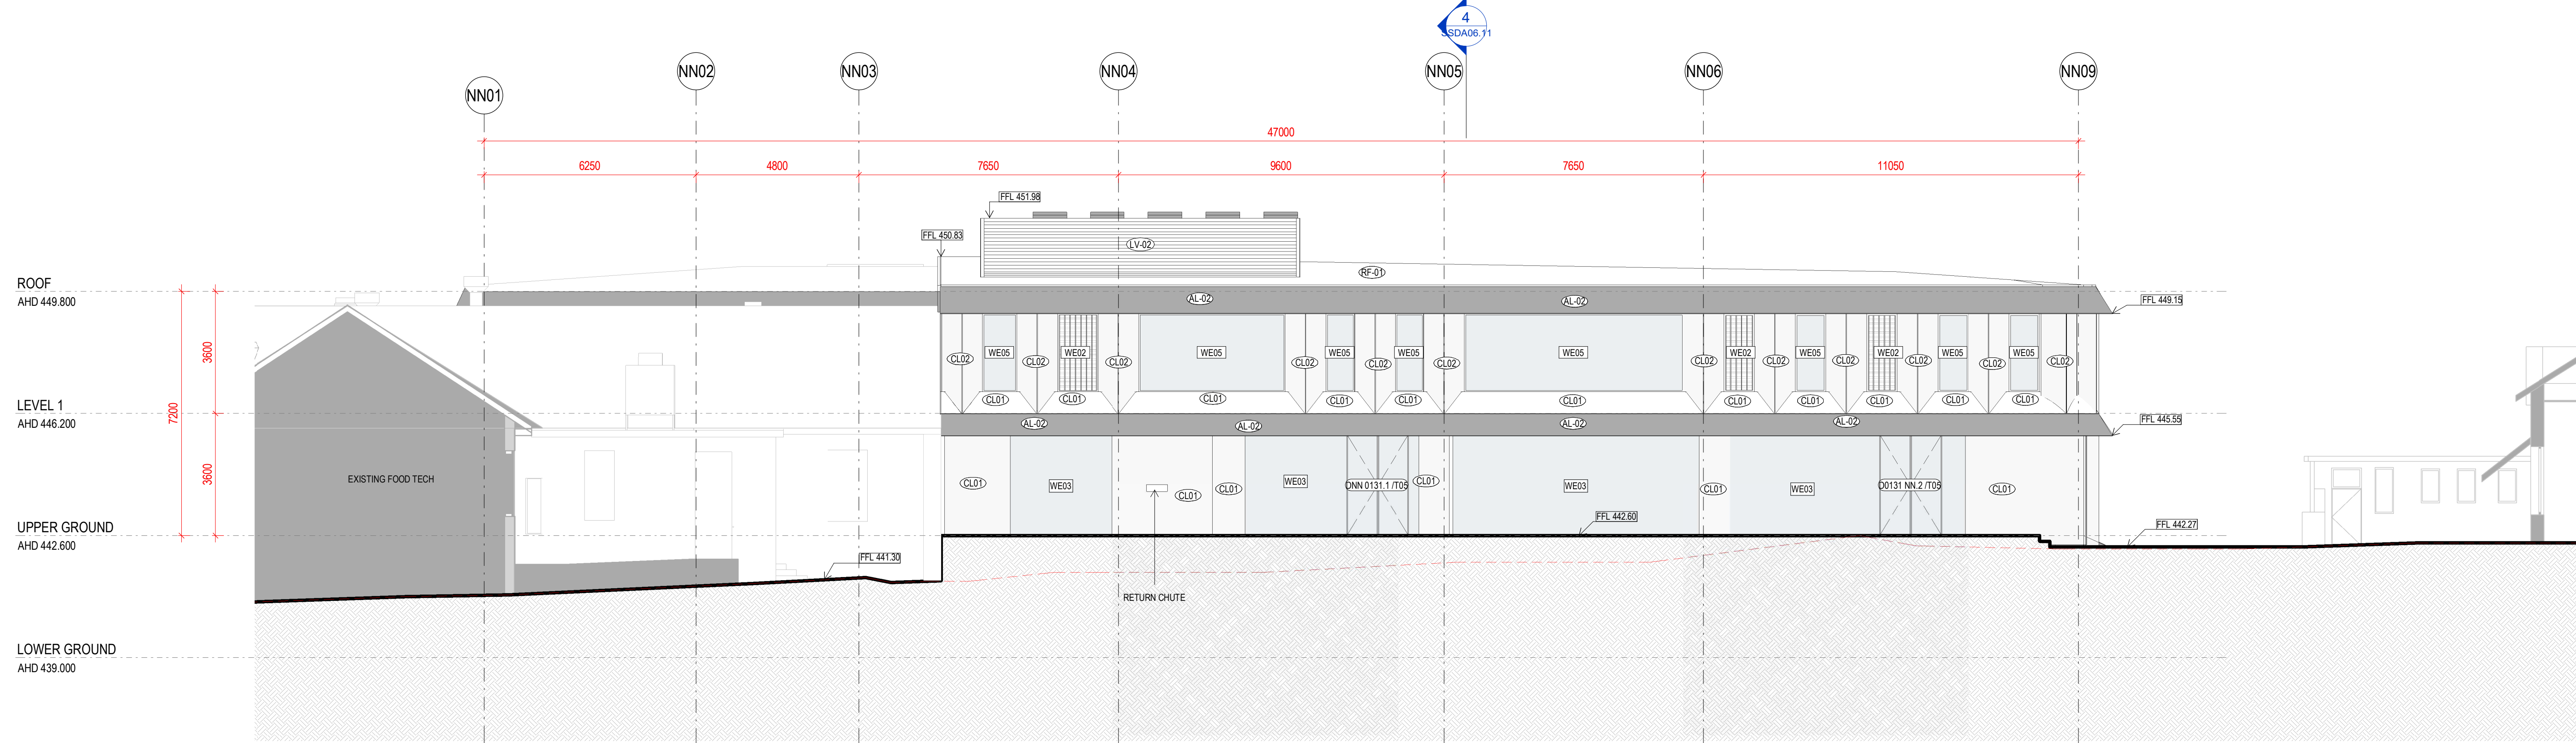 4
SSDA06.11
NN01
NN02
NN03
NN04
NN05
NN06
NN09
47000
6250
4800
7650
9600
7650
11050
FFL 451.98
FFL 450.83
LV-02
RF-01
ROOF
AHD 449.800
AL-02
AL-02
FFL 449.15
3600
7200
CL02
WE05
CL02
WE02
CL02
WE05
CL02
WE05
CL02
WE05
CL02
WE05
CL02
WE02
CL02
WE05
CL02
WE02
CL02
WE05
CL02
WE05
CL02
CL01
CL01
CL01
CL01
CL01
CL01
CL01
CL01
CL01
CL01
CL01
LEVEL 1
AHD 446.200
AL-02
AL-02
AL-02
AL-02
FFL 445.55
3600
EXISTING FOOD TECH
CL01
WE03
CL01
CL01
WE03
DNN 0131.1 /T05
CL01
WE03
CL01
WE03
D0131 NN.2 /T05
CL01
FFL 442.60
FFL 442.27
UPPER GROUND
AHD 442.600
FFL 441.30
RETURN CHUTE
LOWER GROUND
AHD 439.000